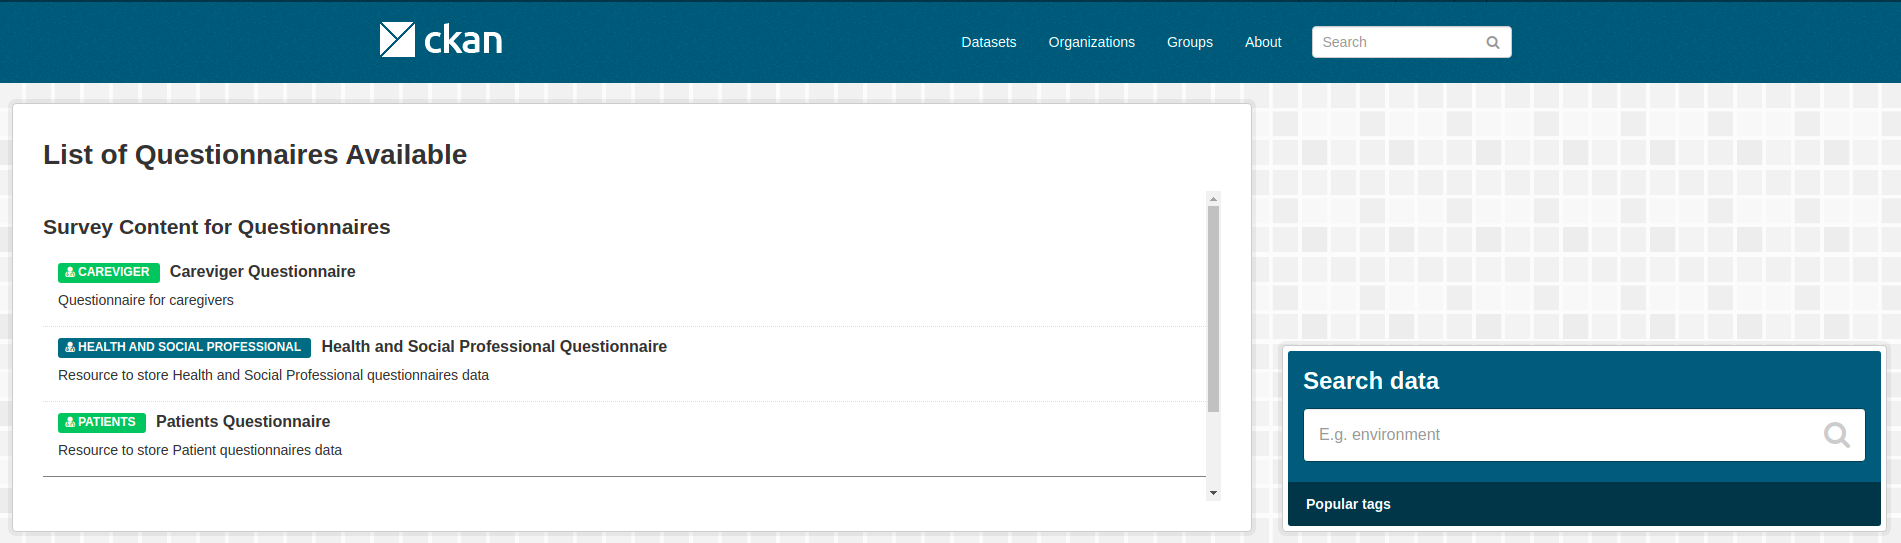 ckan
Datasets Organizations Groups About Search
List of Questionnaires Available
Survey Content for Questionnaires
CAREVIGER Careviger Questionnaire
Questionnaire for caregivers
HEALTH AND SOCIAL PROFESSIONAL Health and Social Professional Questionnaire
Resource to store Health and Social Professional questionnaires data
PATIENTS Patients Questionnaire
Resource to store Patient questionnaires data
Search data
E.g. environment
Popular tags